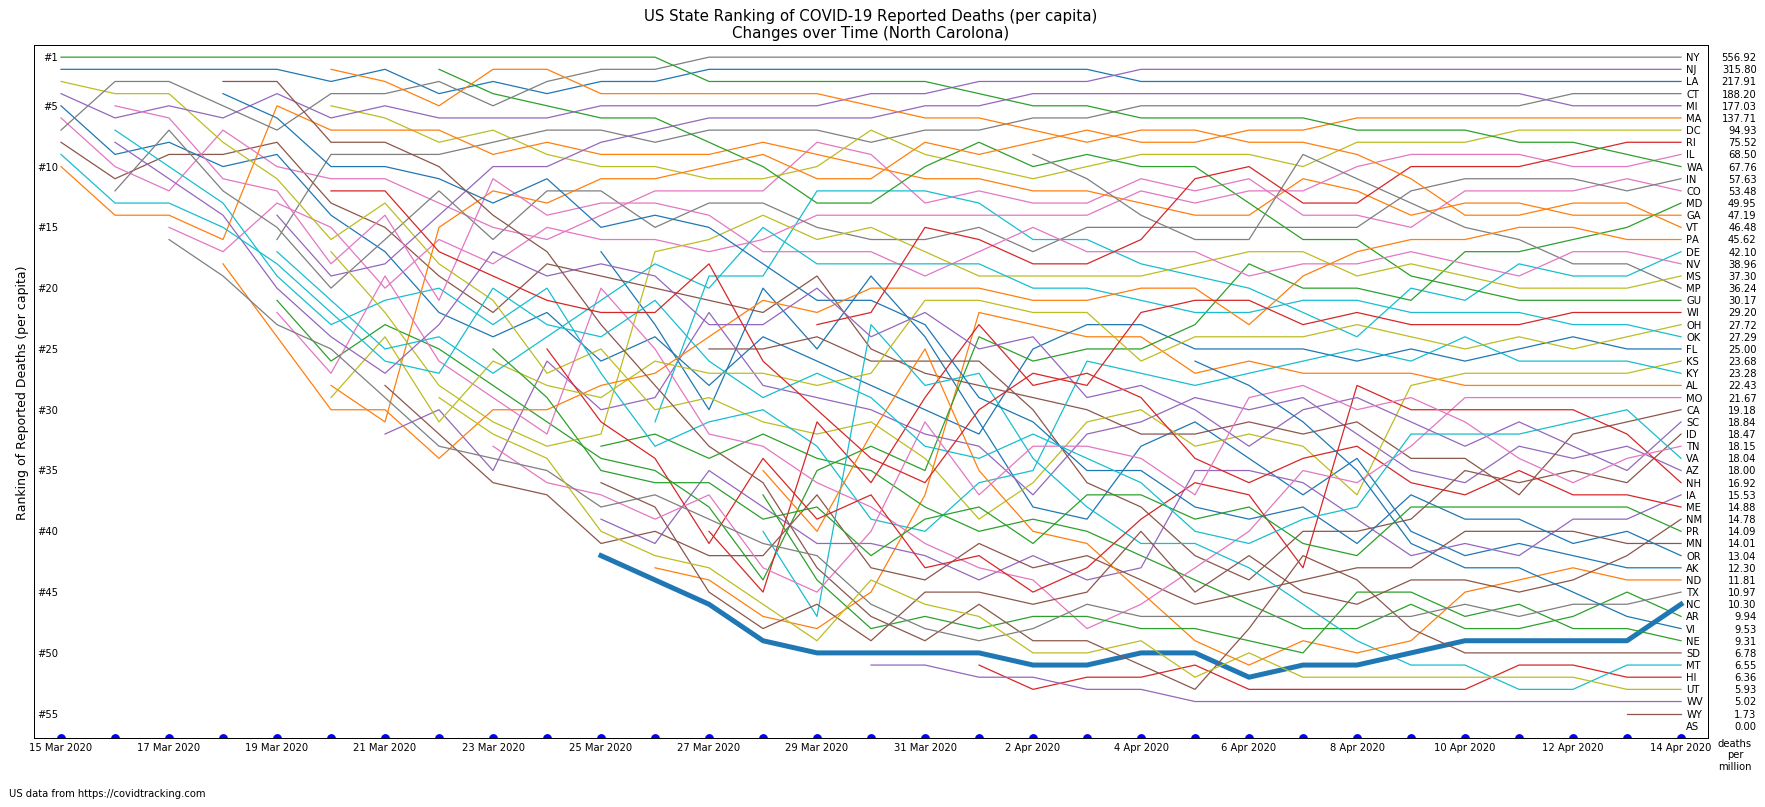 US State Ranking of COVID-19 Reported Deaths (per capita)
Changes over Time (North Carolona)
Ranking of Reported Deaths (per capita)
#1
#5
#10
#15
#20
#25
#30
#35
#40
#45
#50
#55
NY 556.92
NJ 315.80
LA 217.91
CT 188.20
MI 177.03
MA 137.71
DC 94.93
RI 75.52
IL 68.50
WA 67.76
IN 57.63
CO 53.48
MD 49.95
GA 47.19
VT 46.48
PA 45.62
DE 42.10
NV 38.96
MS 37.30
MP 36.24
GU 30.17
WI 29.20
OH 27.72
OK 27.29
FL 25.00
KS 23.68
KY 23.28
AL 22.43
MO 21.67
CA 19.18
SC 18.84
ID 18.47
TN 18.15
VA 18.04
AZ 18.00
NH 16.92
IA 15.53
ME 14.88
NM 14.78
PR 14.09
MN 14.01
OR 13.04
AK 12.30
ND 11.81
TX 10.97
NC 10.30
AR 9.94
VI 9.53
NE 9.31
SD 6.78
MT 6.55
HI 6.36
UT 5.93
WV 5.02
WY 1.73
AS 0.00
15 Mar 2020 17 Mar 2020 19 Mar 2020 21 Mar 2020 23 Mar 2020 25 Mar 2020 27 Mar 2020 29 Mar 2020 31 Mar 2020 2 Apr 2020 4 Apr 2020 6 Apr 2020 8 Apr 2020 10 Apr 2020 12 Apr 2020 14 Apr 2020
deaths
per
million
US data from https://covidtracking.com